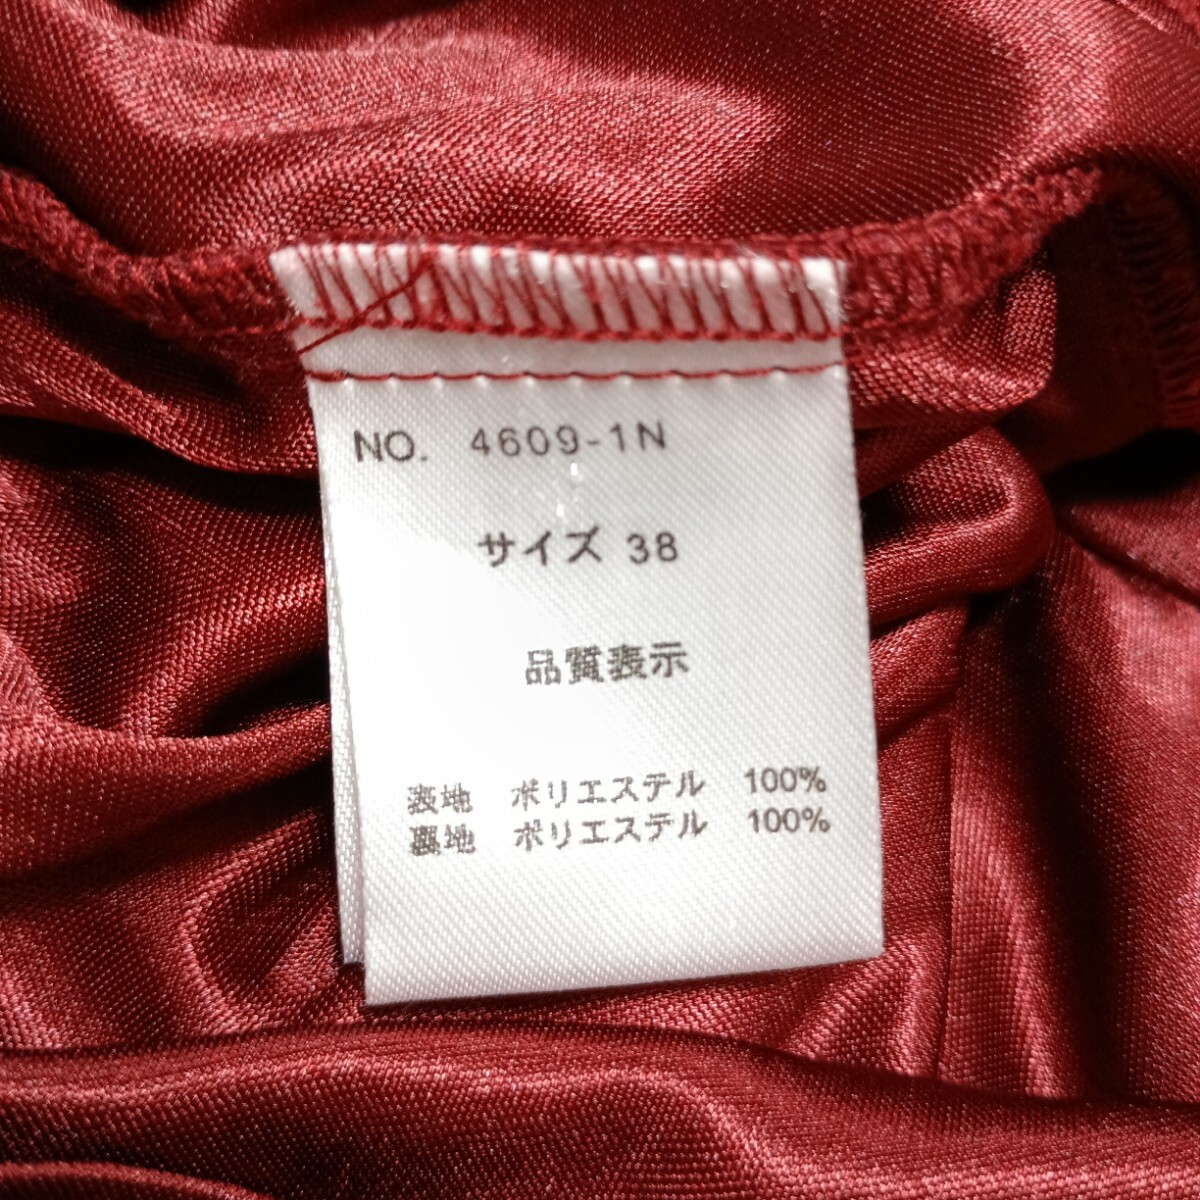 NO. 4609-1N
サイズ 38
品質表示
表地 ポリエステル 100%
裏地 ポリエステル 100%